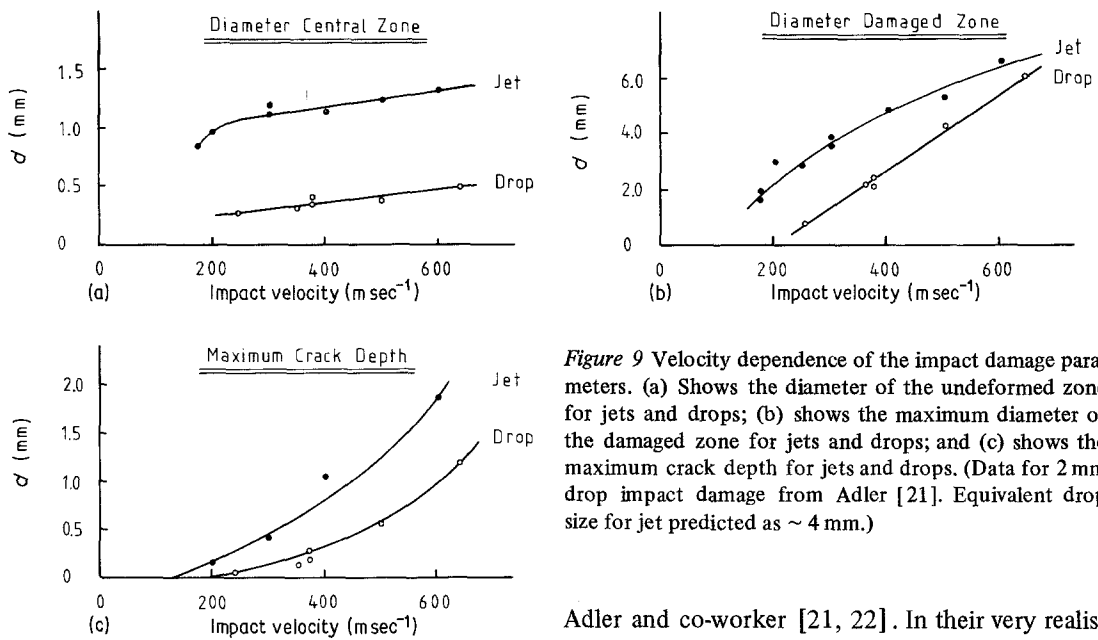 Diameter Central Zone
1.5
1.0
0.5
0
d (mm)
Jet
Drop
0 200 400 600
(a) Impact velocity (m sec⁻¹)
Diameter Damaged Zone
6.0
4.0
2.0
0
d (mm)
Jet
Drop
0 200 400 600
(b) Impact velocity (m sec⁻¹)
Maximum Crack Depth
2.0
1.5
1.0
0.5
0
d (mm)
Jet
Drop
0 200 400 600
(c) Impact velocity (m sec⁻¹)
Figure 9 Velocity dependence of the impact damage para-
meters. (a) Shows the diameter of the undeformed zon
for jets and drops; (b) shows the maximum diameter o
the damaged zone for jets and drops; and (c) shows the
maximum crack depth for jets and drops. (Data for 2 mm
drop impact damage from Adler [21]. Equivalent drop
size for jet predicted as ~ 4 mm.)
Adler and co-worker [21, 22]. In their very realis